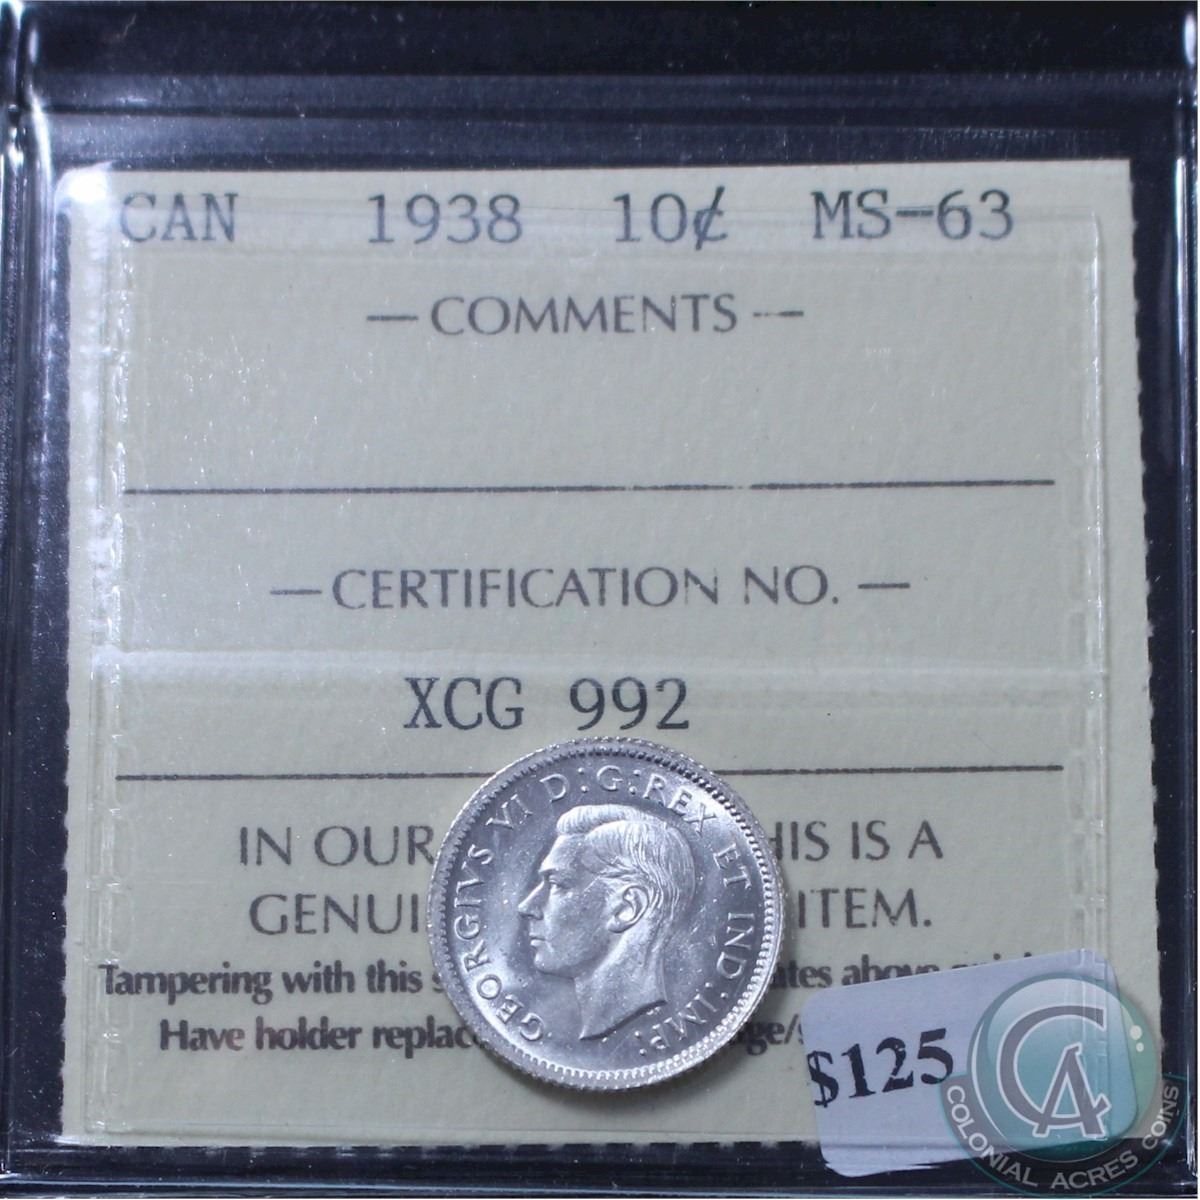 CAN 1938 10¢ MS-63
— COMMENTS —
— CERTIFICATION NO. —
XCG 992
IN OUR HIS IS A
GENUI ITEM.
Tampering with this s ates above
Have holder replac ge/s
GEORGIVS VI D:G:REX ET IND:IMP:
$125
CA
COLONIAL ACRES COINS